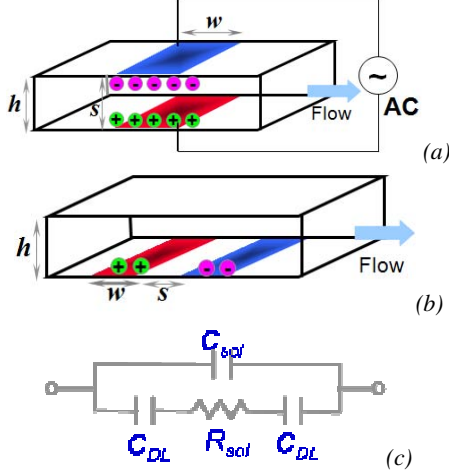 w
h
s
- - - - -
+ + + + +
~
AC
Flow
(a)
h
+ + - -
w
s
Flow
(b)
C_sol
C_DL
R_sol
C_DL
(c)